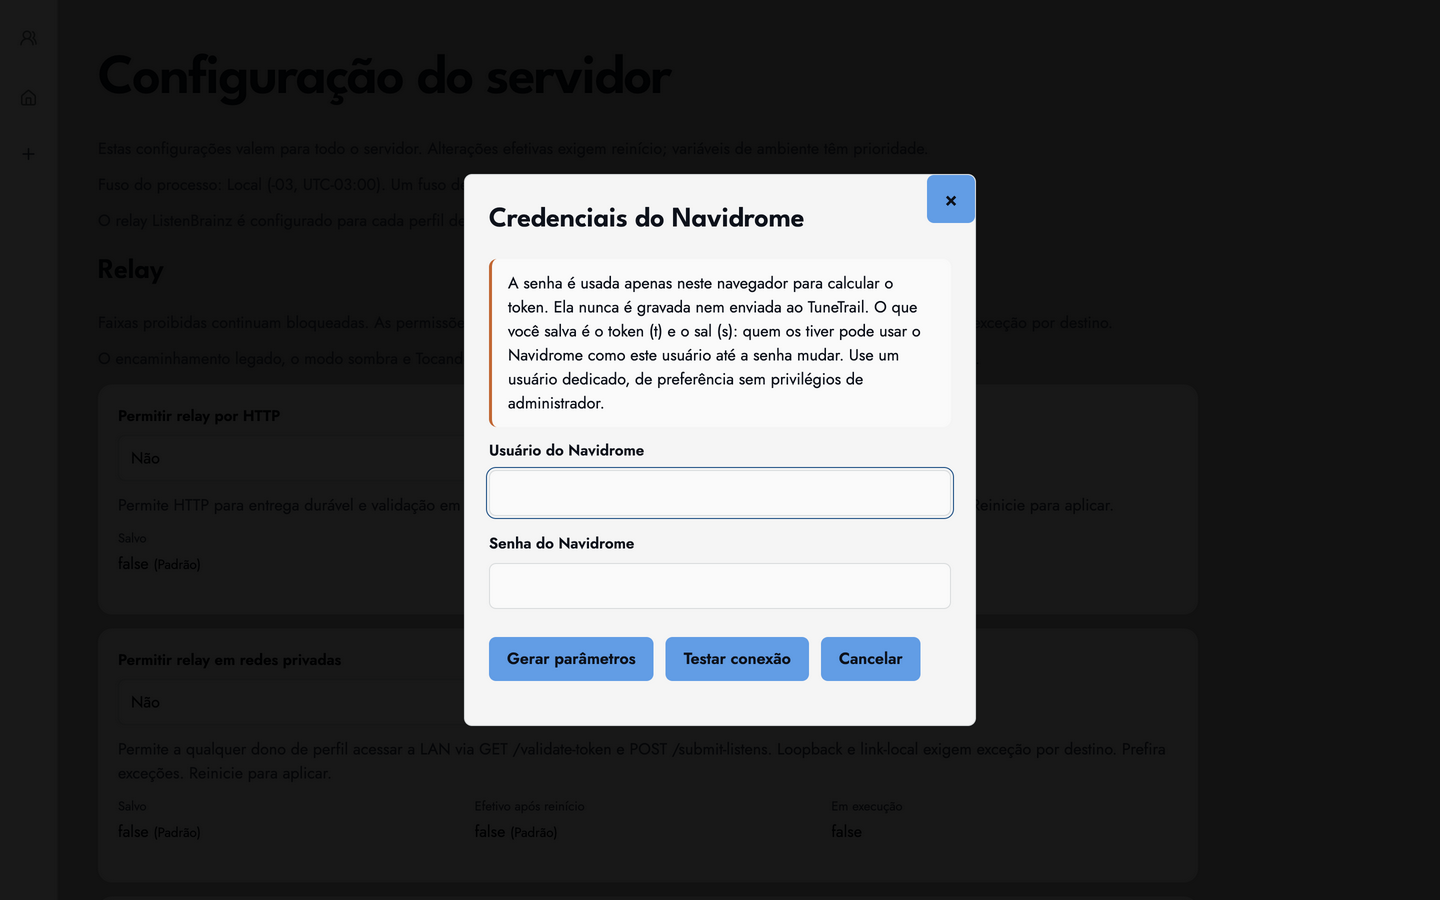 Configuração do servidor
Estas configurações valem para todo o servidor. Alterações efetivas exigem reinício; variáveis de ambiente têm prioridade.
Fuso do processo: Local (-03, UTC-03:00). Um fuso d
O relay ListenBrainz é configurado para cada perfil de
Relay
Faixas proibidas continuam bloqueadas. As permissõe
xceção por destino.
O encaminhamento legado, o modo sombra e Tocand
Permitir relay por HTTP
Não
Permite HTTP para entrega durável e validação em
Reinicie para aplicar.
Salvo
false (Padrão)
Permitir relay em redes privadas
Não
Permite a qualquer dono de perfil acessar a LAN via GET /validate-token e POST /submit-listens. Loopback e link-local exigem exceção por destino. Prefira
exceções. Reinicie para aplicar.
Salvo
Efetivo após reinício
Em execução
false (Padrão)
false (Padrão)
false
Credenciais do Navidrome
×
A senha é usada apenas neste navegador para calcular o
token. Ela nunca é gravada nem enviada ao TuneTrail. O que
você salva é o token (t) e o sal (s): quem os tiver pode usar o
Navidrome como este usuário até a senha mudar. Use um
usuário dedicado, de preferência sem privilégios de
administrador.
Usuário do Navidrome
Senha do Navidrome
Gerar parâmetros
Testar conexão
Cancelar